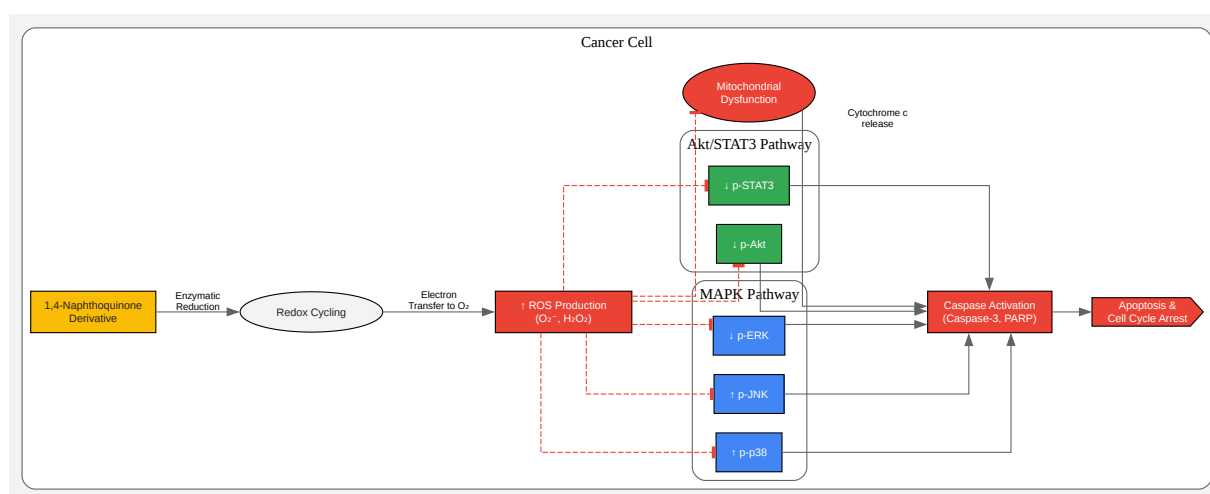 Cancer Cell
Mitochondrial
Dysfunction
Cytochrome c
release
Akt/STAT3 Pathway
↓ p-STAT3
↓ p-Akt
MAPK Pathway
1,4-Naphthoquinone
Derivative
Enzymatic
Reduction
Redox Cycling
Electron
Transfer to O₂
↑ ROS Production
(O₂⁻, H₂O₂)
↓ p-ERK
↑ p-JNK
↑ p-p38
Caspase Activation
(Caspase-3, PARP)
Apoptosis &
Cell Cycle Arrest